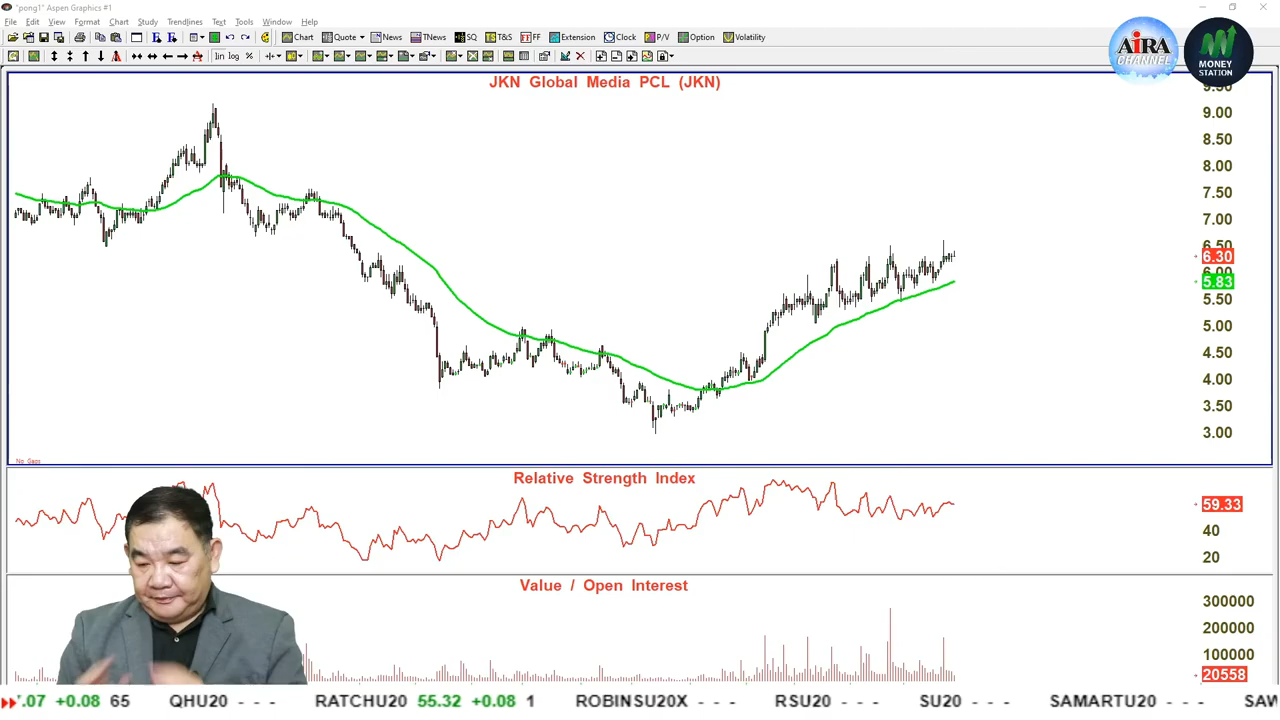 "pong1" Aspen Graphics #1
File Edit View Format Chart Study Trendlines Text Tools Window Help
Chart Quote News TNews SQ T&S FF Extension Clock P/V Option Volatility
lin log %
AIRA
CHANNEL
MONEY
STATION
JKN Global Media PCL (JKN)
9.50
9.00
8.50
8.00
7.50
7.00
6.50
6.30
6.00
5.83
5.50
5.00
4.50
4.00
3.50
3.00
No Gaps
Relative Strength Index
59.33
40
20
Value / Open Interest
300000
200000
100000
20558
.07 +0.08 65 QHU20 - - - RATCHU20 55.32 +0.08 1 ROBINSU20X - - - RSU20 - - - SU20 - - - SAMARTU20 - - - SAW